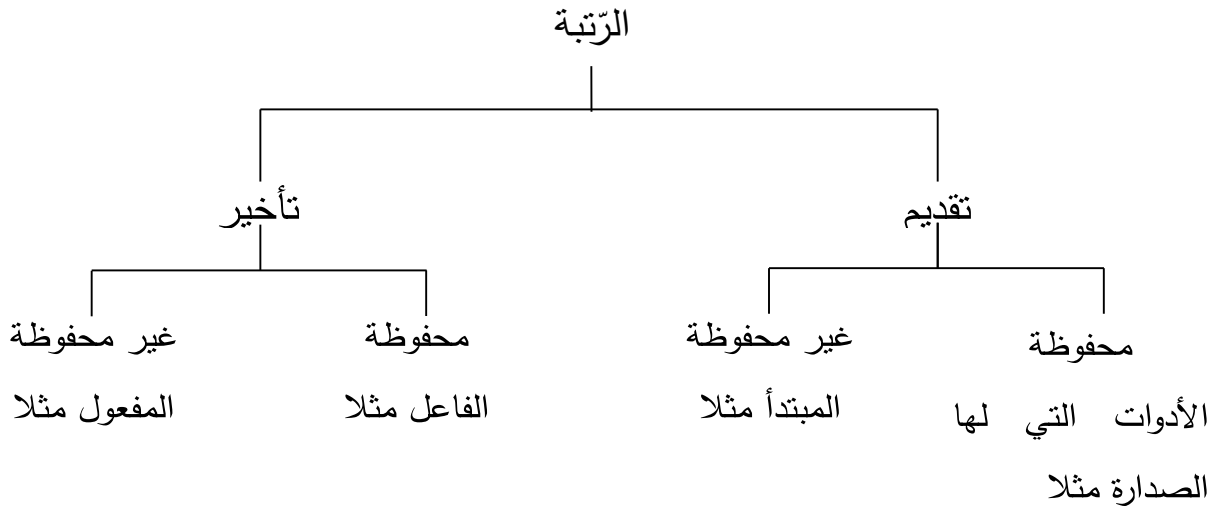 الرّتبة
تقديم
تأخير
محفوظة
غير محفوظة
محفوظة
غير محفوظة
الأدوات التي لها
الصدارة مثلا
المبتدأ مثلا
الفاعل مثلا
المفعول مثلا